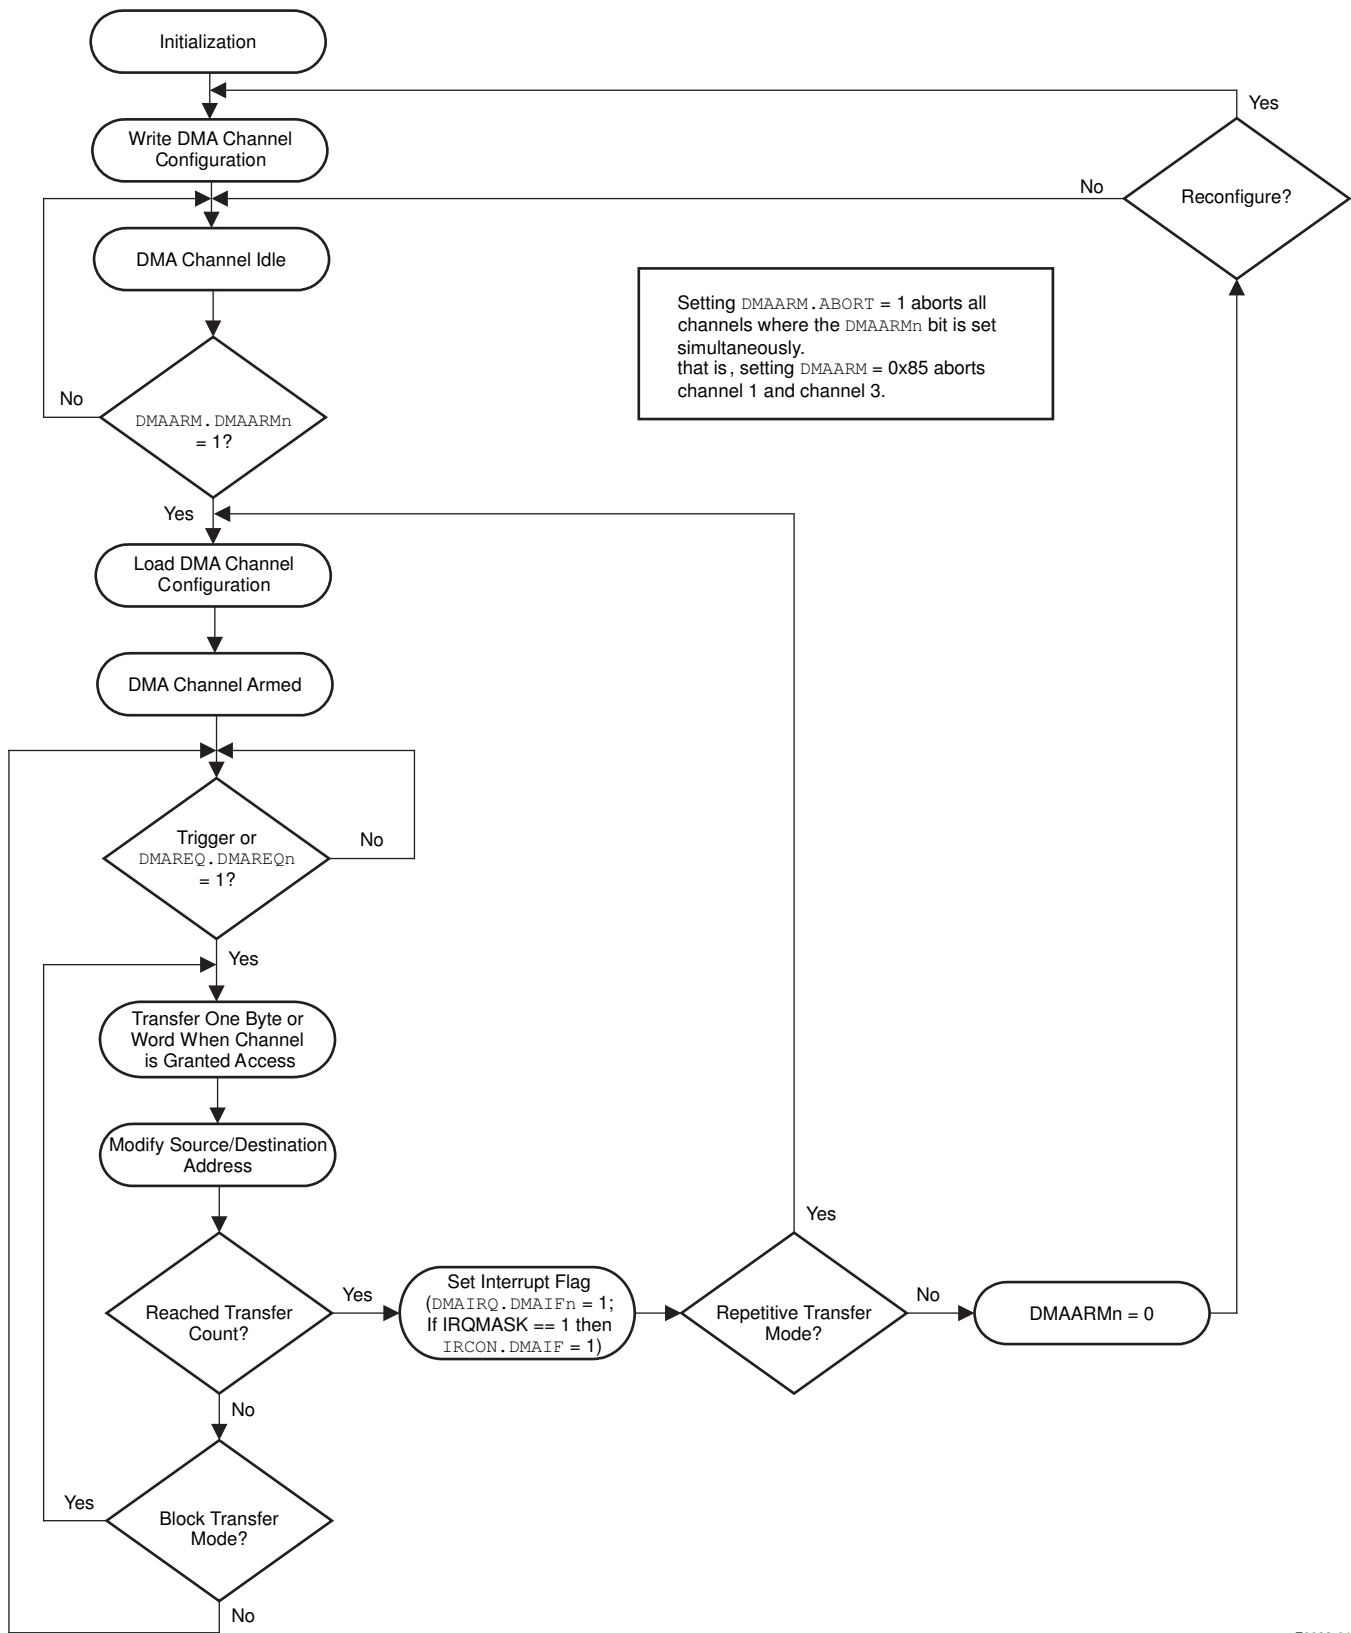 Initialization
Yes
Write DMA Channel
Configuration
No
Reconfigure?
DMA Channel Idle
Setting DMAARM.ABORT = 1 aborts all
channels where the DMAARMn bit is set
simultaneously.
that is, setting DMAARM = 0x85 aborts
channel 1 and channel 3.
No
DMAARM.DMAARMn
= 1?
Yes
Load DMA Channel
Configuration
DMA Channel Armed
Trigger or
DMAREQ.DMAREQn
= 1?
No
Yes
Transfer One Byte or
Word When Channel
is Granted Access
Modify Source/Destination
Address
Reached Transfer
Count?
Yes
Set Interrupt Flag
(DMAIRQ.DMAIFn = 1;
If IRQMASK == 1 then
IRCON.DMAIF = 1)
Yes
Repetitive Transfer
Mode?
No
DMAARMn = 0
No
Yes
Block Transfer
Mode?
No